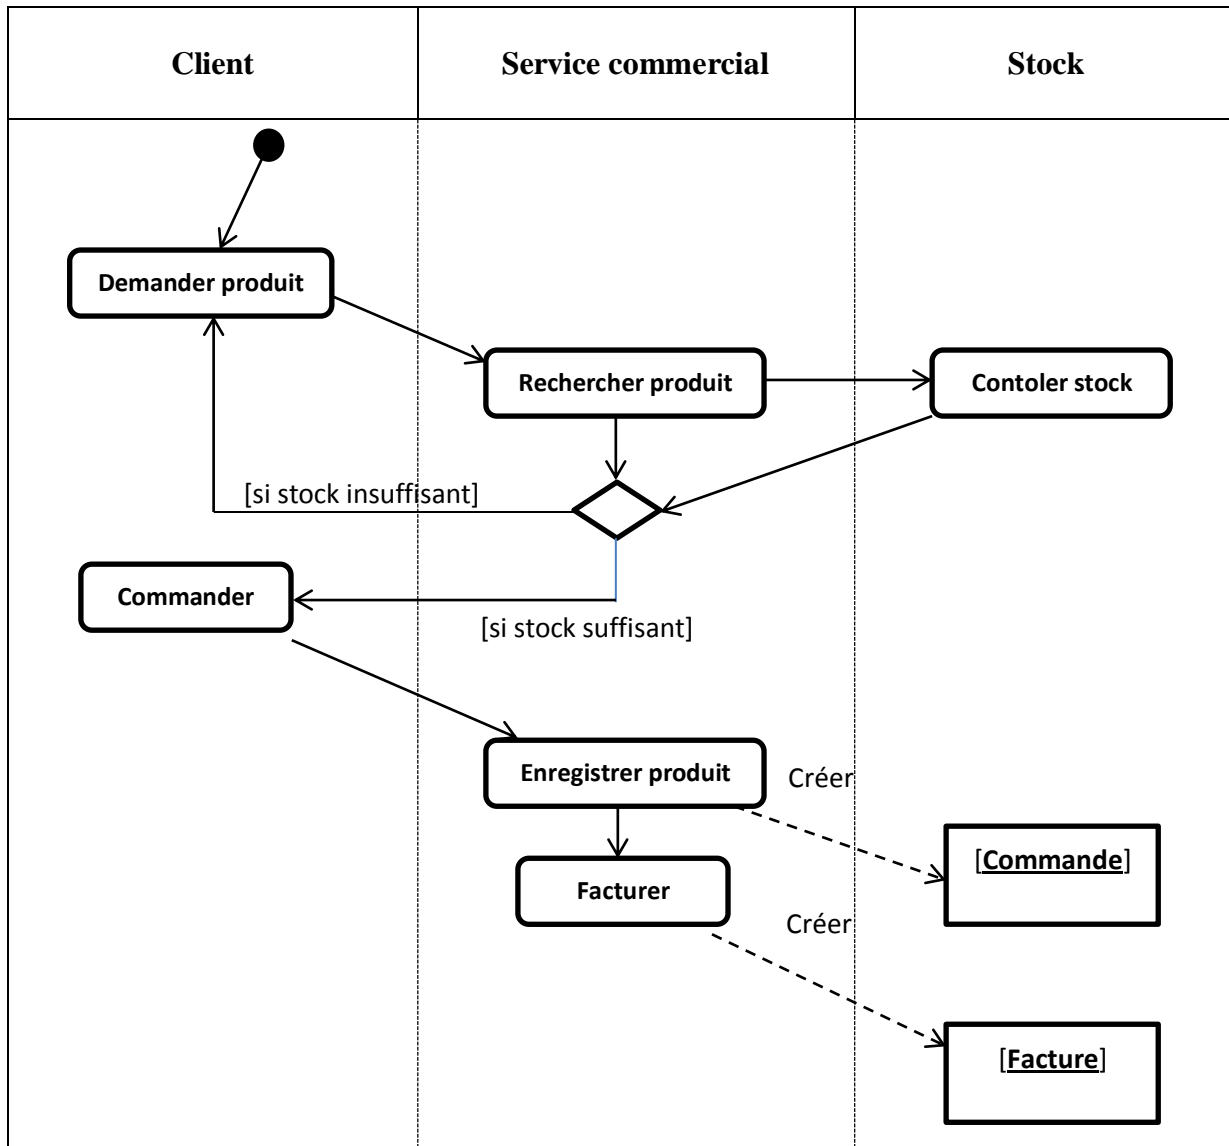 Client
Service commercial
Stock
Demander produit
Rechercher produit
Contoler stock
[si stock insuffisant]
Commander
[si stock suffisant]
Enregistrer produit
Créer
[Commande]
Facturer
Créer
[Facture]